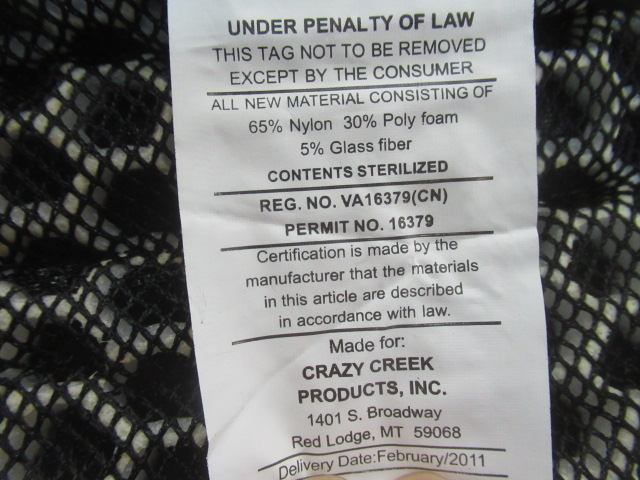 UNDER PENALTY OF LAW
THIS TAG NOT TO BE REMOVED
EXCEPT BY THE CONSUMER
ALL NEW MATERIAL CONSISTING OF
65% Nylon 30% Poly foam
5% Glass fiber
CONTENTS STERILIZED
REG. NO. VA16379(CN)
PERMIT NO. 16379
Certification is made by the
manufacturer that the materials
in this article are described
in accordance with law.
Made for:
CRAZY CREEK
PRODUCTS, INC.
1401 S. Broadway
Red Lodge, MT 59068
Delivery Date:February/2011